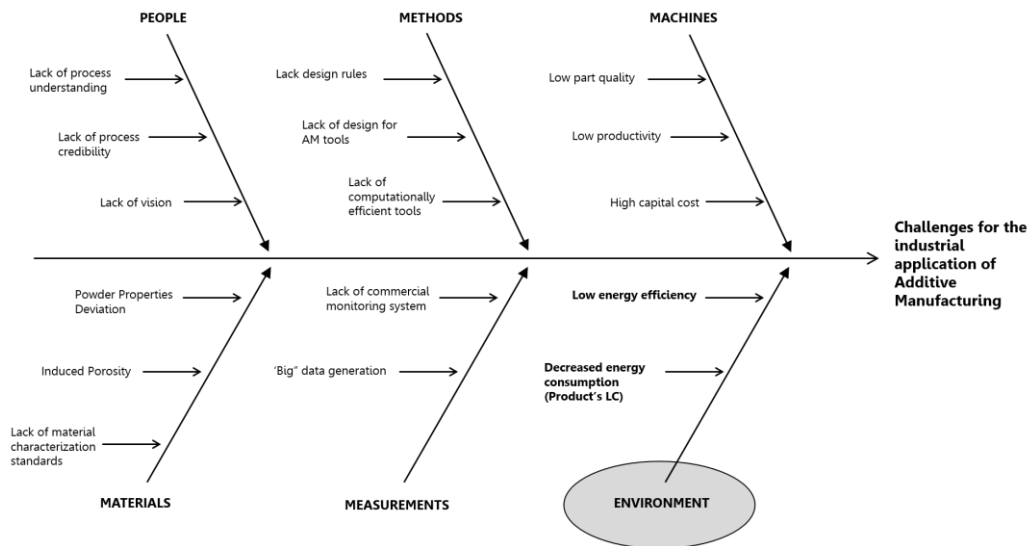 PEOPLE
METHODS
MACHINES
Lack of process
understanding
Lack of process
credibility
Lack of vision
Lack design rules
Lack of design for
AM tools
Lack of
computationally
efficient tools
Low part quality
Low productivity
High capital cost
Challenges for the
industrial
application of
Additive
Manufacturing
Powder Properties
Deviation
Induced Porosity
Lack of material
characterization
standards
Lack of commercial
monitoring system
‘Big” data generation
Low energy efficiency
Decreased energy
consumption
(Product’s LC)
MATERIALS
MEASUREMENTS
ENVIRONMENT